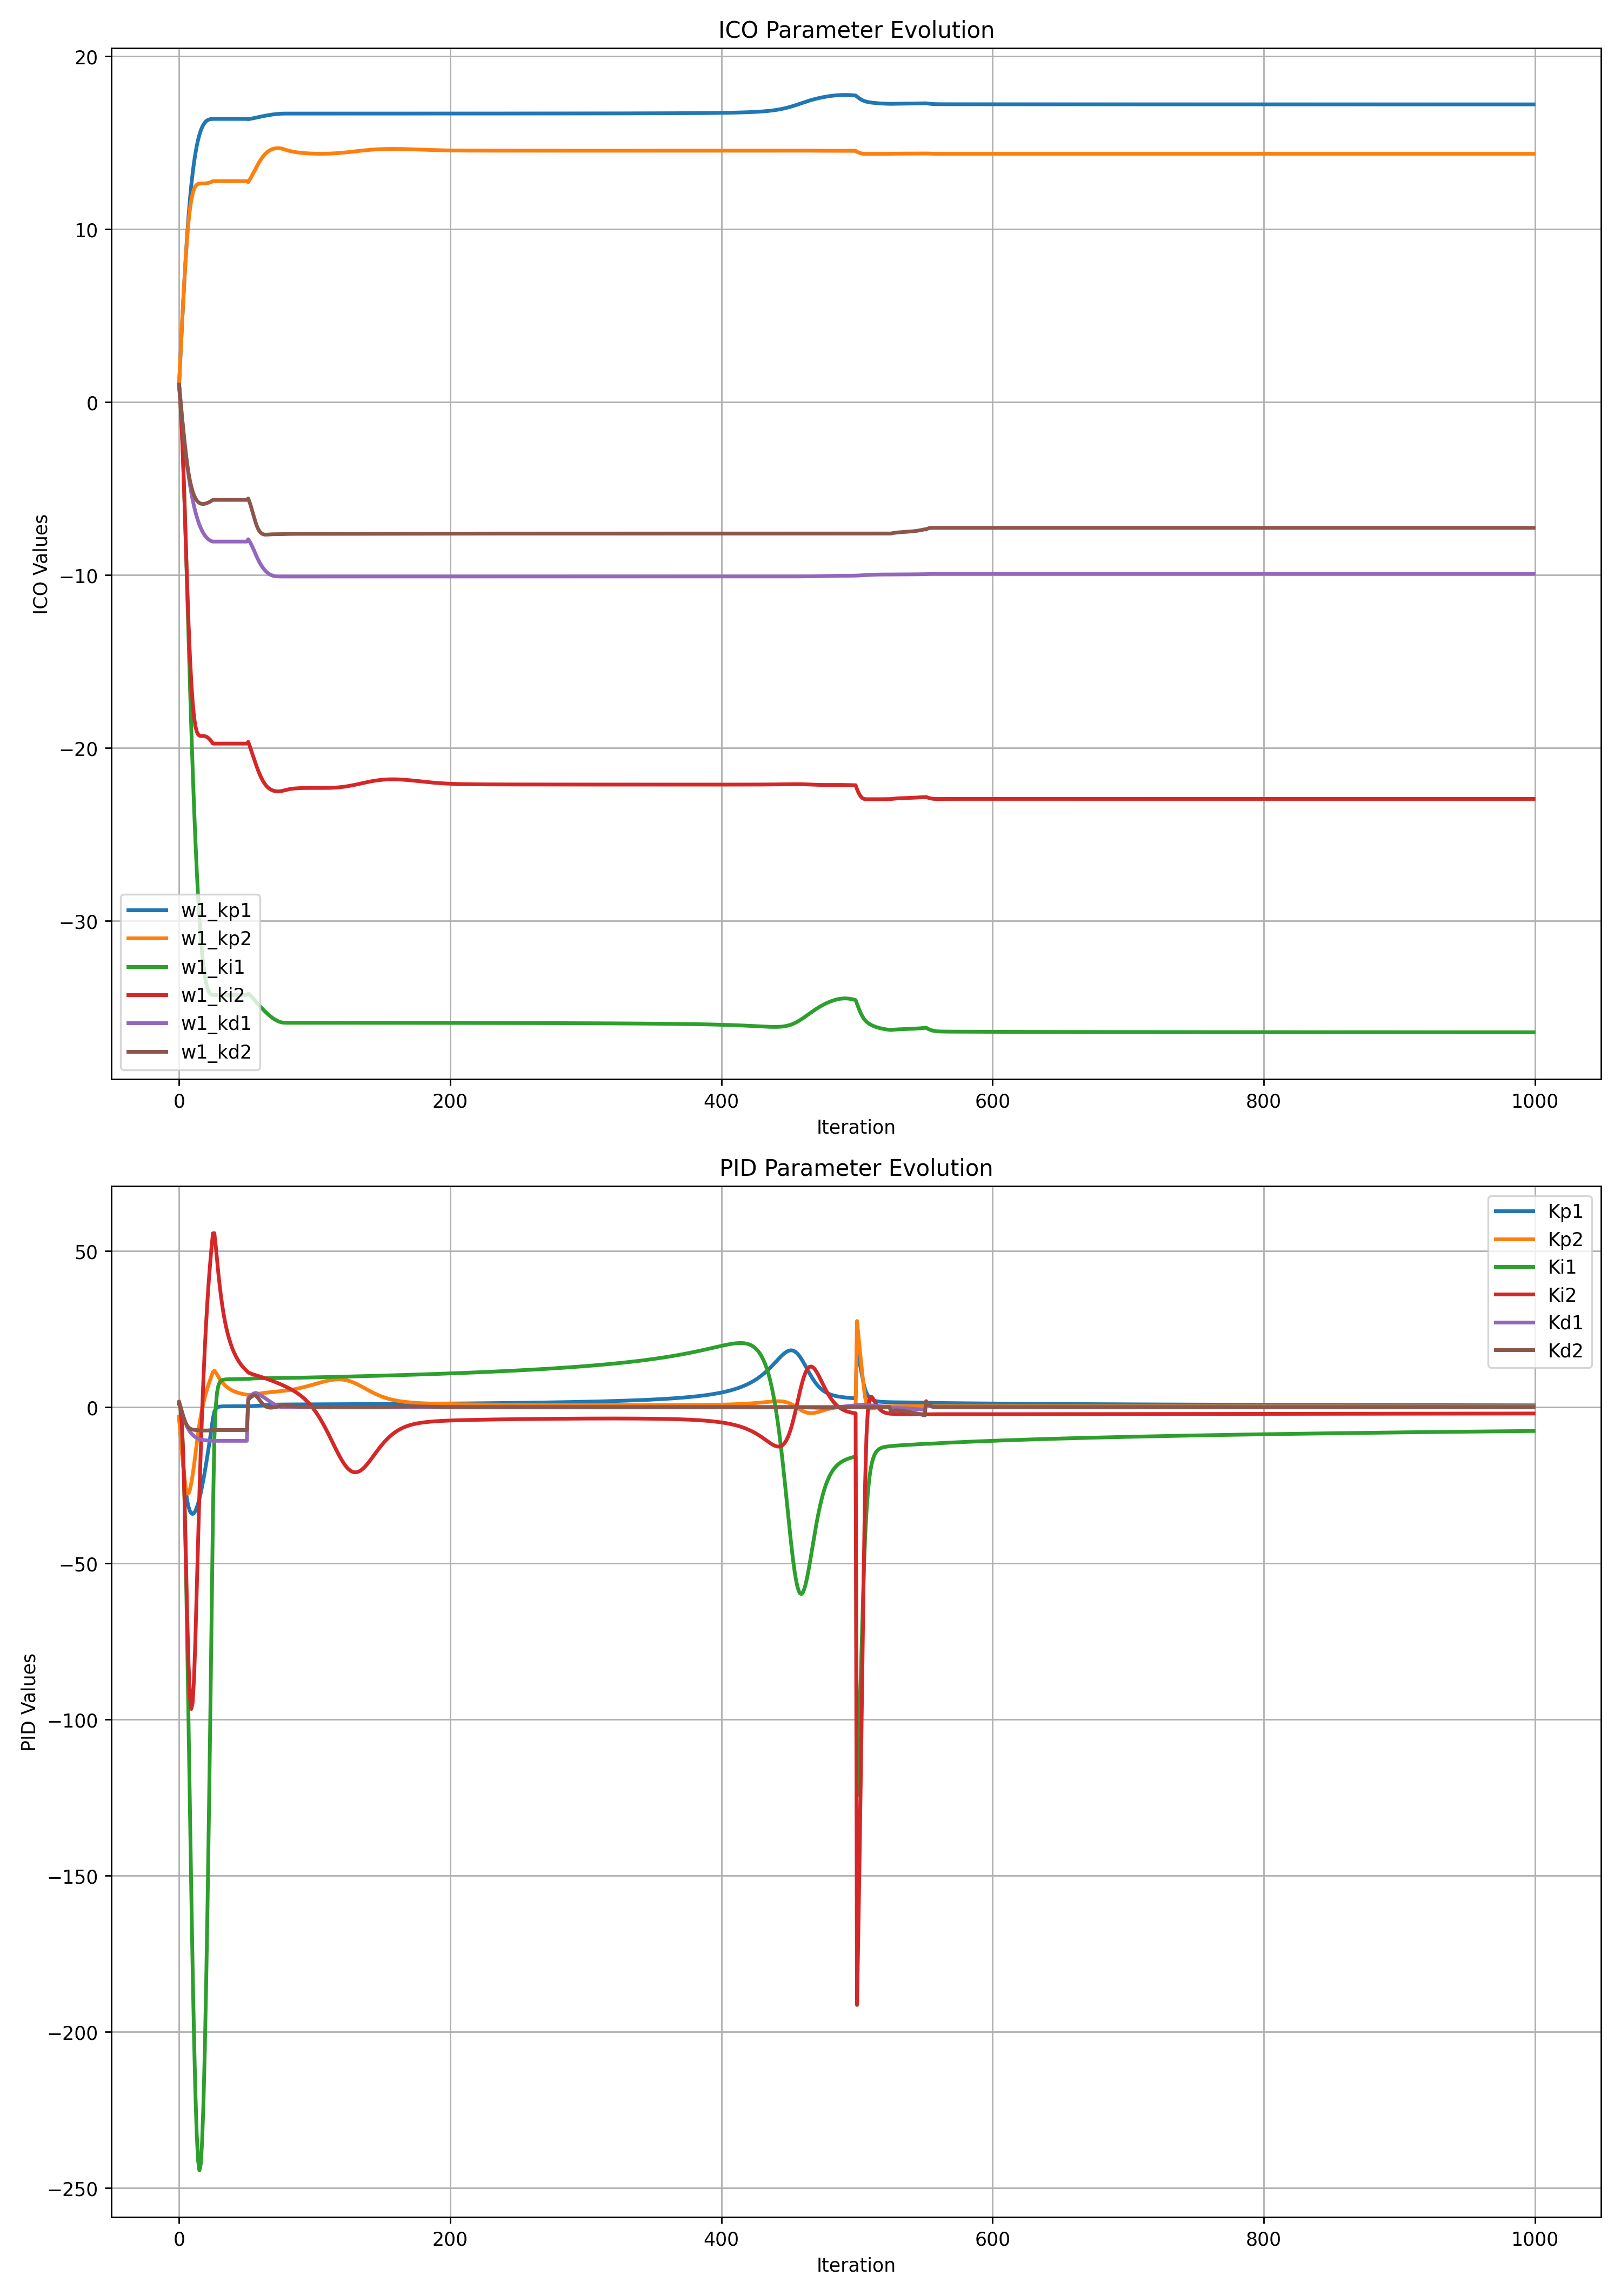 ICO Parameter Evolution
20
10
0
−10
−20
−30
ICO Values
w1_kp1
w1_kp2
w1_ki1
w1_ki2
w1_kd1
w1_kd2
0 200 400 600 800 1000
Iteration
PID Parameter Evolution
50
0
−50
−100
−150
−200
−250
PID Values
Kp1
Kp2
Ki1
Ki2
Kd1
Kd2
0 200 400 600 800 1000
Iteration